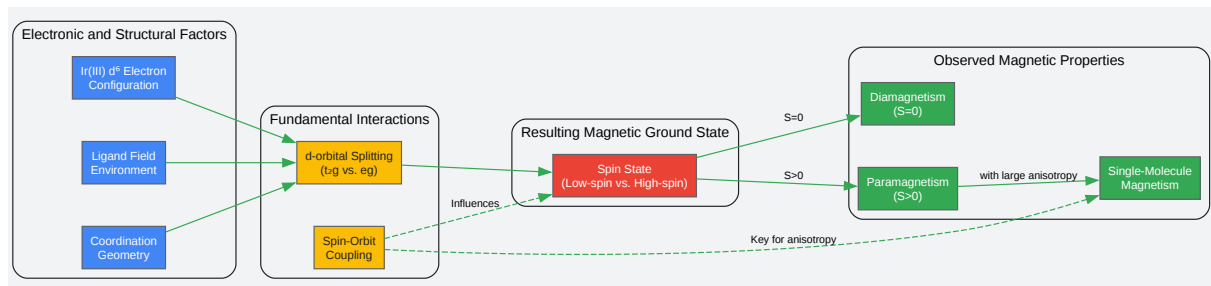 Electronic and Structural Factors
Ir(III) d⁶ Electron
Configuration
Ligand Field
Environment
Coordination
Geometry
Fundamental Interactions
d-orbital Splitting
(t₂g vs. eg)
Spin-Orbit
Coupling
Influences
Resulting Magnetic Ground State
Spin State
(Low-spin vs. High-spin)
S=0
S>0
Key for anisotropy
Observed Magnetic Properties
Diamagnetism
(S=0)
Paramagnetism
(S>0)
with large anisotropy
Single-Molecule
Magnetism